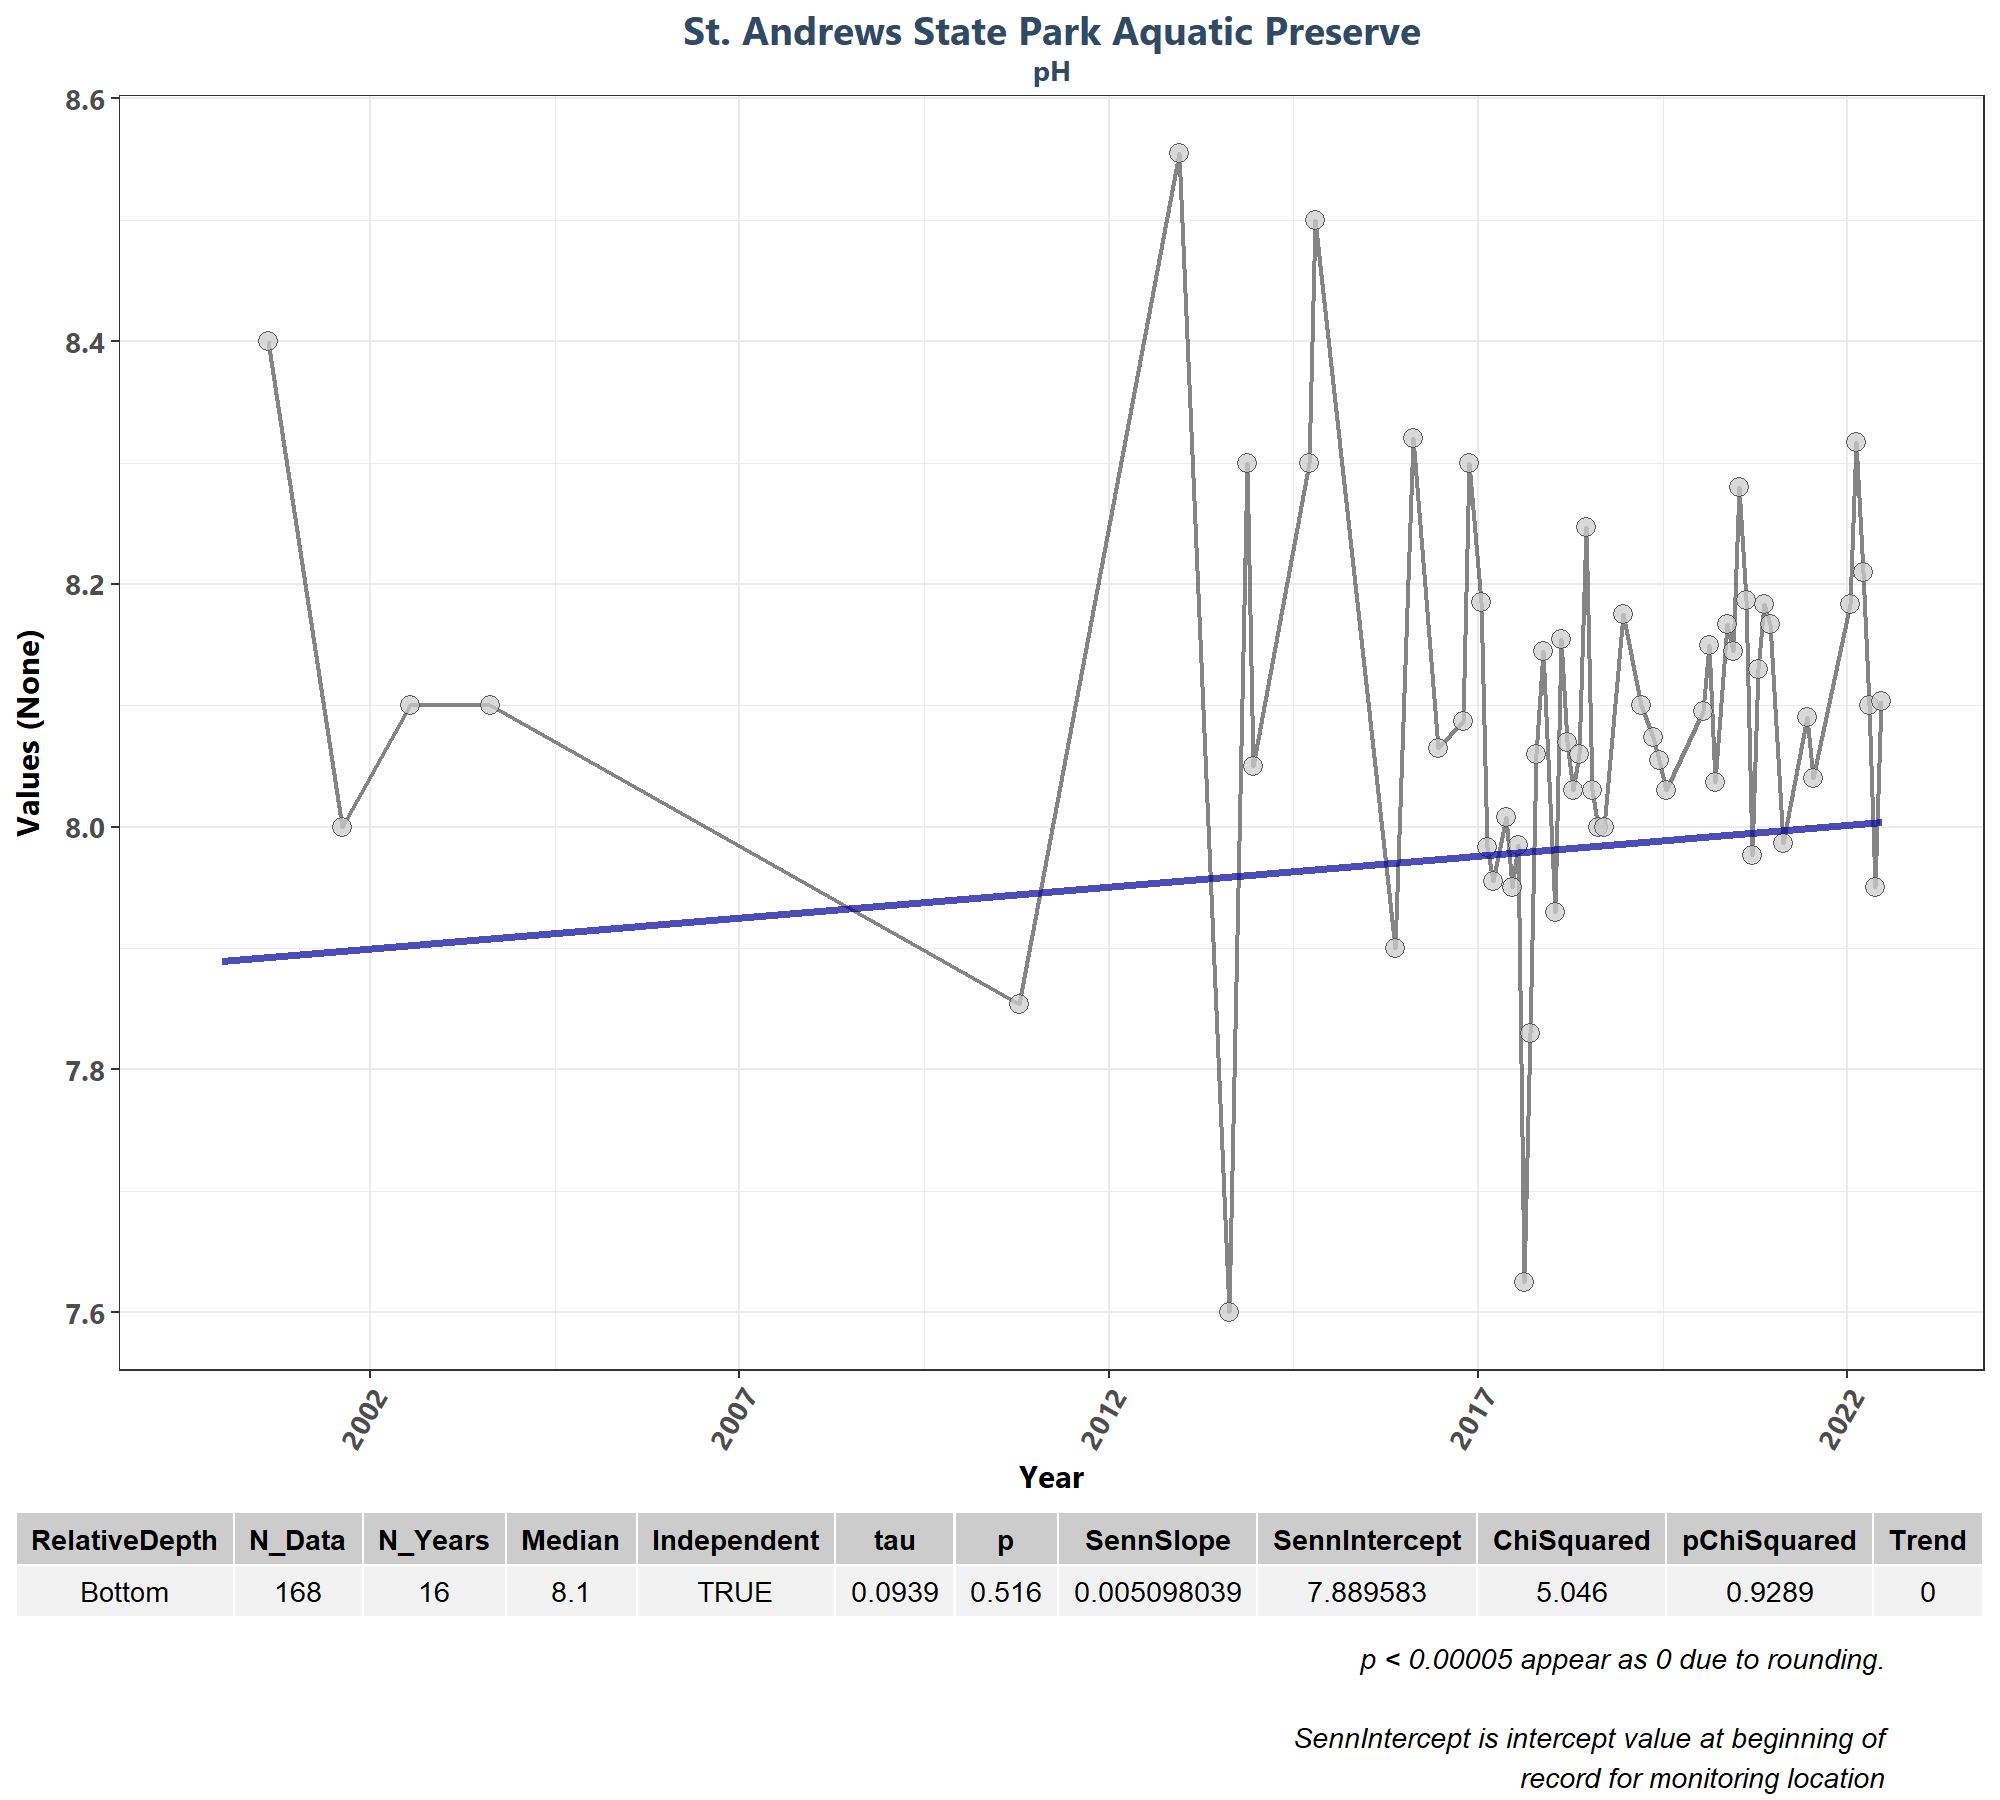 St. Andrews State Park Aquatic Preserve
pH
8.6
8.4
8.2
8.0
7.8
7.6
Values (None)
2002 2007 2012 2017 2022
Year
RelativeDepth N_Data N_Years Median Independent tau p SennSlope SennIntercept ChiSquared pChiSquared Trend
Bottom 168 16 8.1 TRUE 0.0939 0.516 0.005098039 7.889583 5.046 0.9289 0
p < 0.00005 appear as 0 due to rounding.
SennIntercept is intercept value at beginning of
record for monitoring location